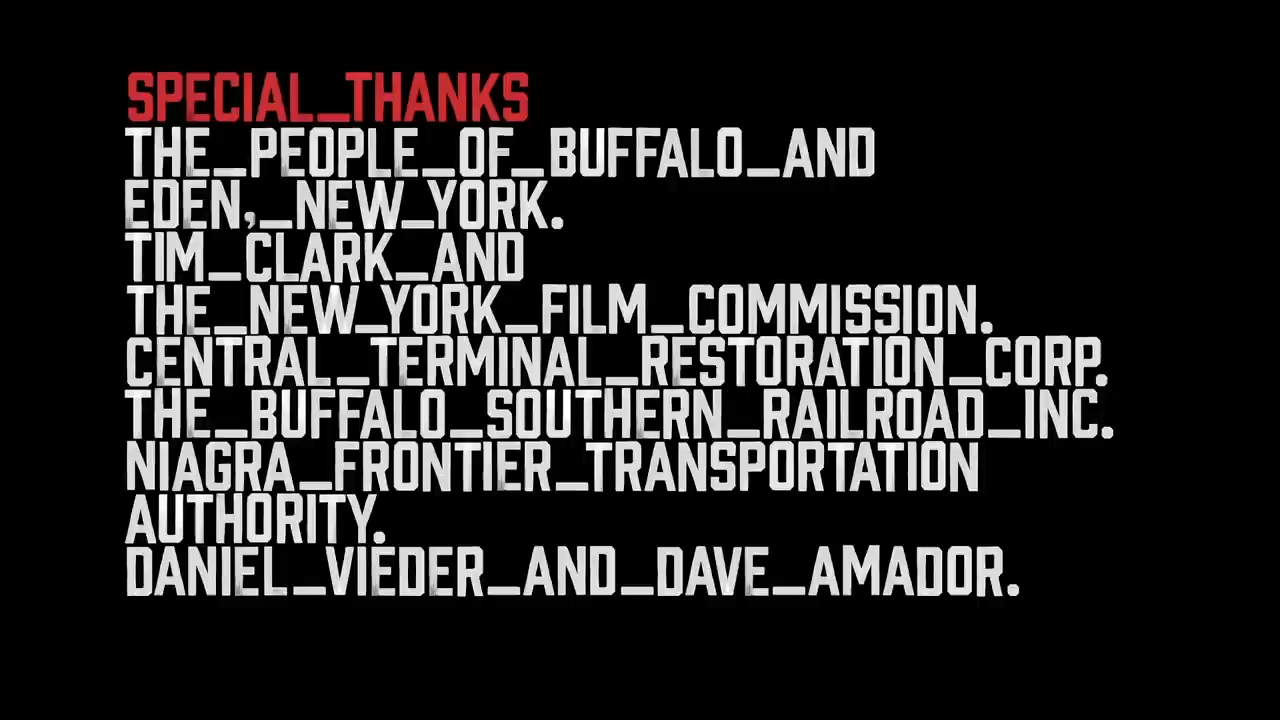 SPECIAL_THANKS
THE_PEOPLE_OF_BUFFALO_AND
EDEN,_NEW_YORK.
TIM_CLARK_AND
THE_NEW_YORK_FILM_COMMISSION.
CENTRAL_TERMINAL_RESTORATION_CORP.
THE_BUFFALO_SOUTHERN_RAILROAD_INC.
NIAGRA_FRONTIER_TRANSPORTATION
AUTHORITY.
DANIEL_VIEDER_AND_DAVE_AMADOR.